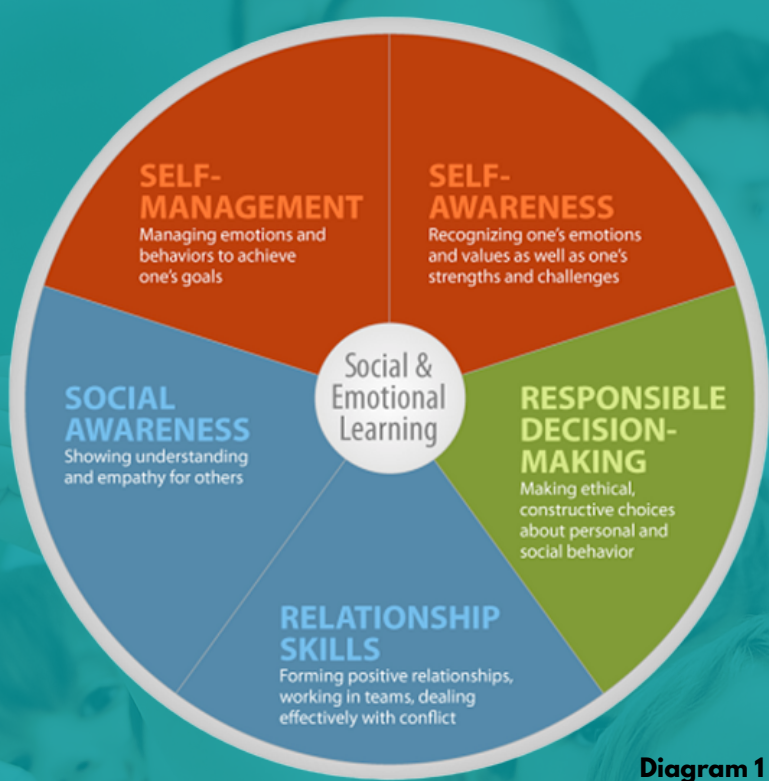 SELF-
MANAGEMENT
Managing emotions and
behaviors to achieve
one's goals
SELF-
AWARENESS
Recognizing one's emotions
and values as well as one's
strengths and challenges
Social &
Emotional
Learning
SOCIAL
AWARENESS
Showing understanding
and empathy for others
RESPONSIBLE
DECISION-
MAKING
Making ethical,
constructive choices
about personal and
social behavior
RELATIONSHIP
SKILLS
Forming positive relationships,
working in teams, dealing
effectively with conflict
Diagram 1